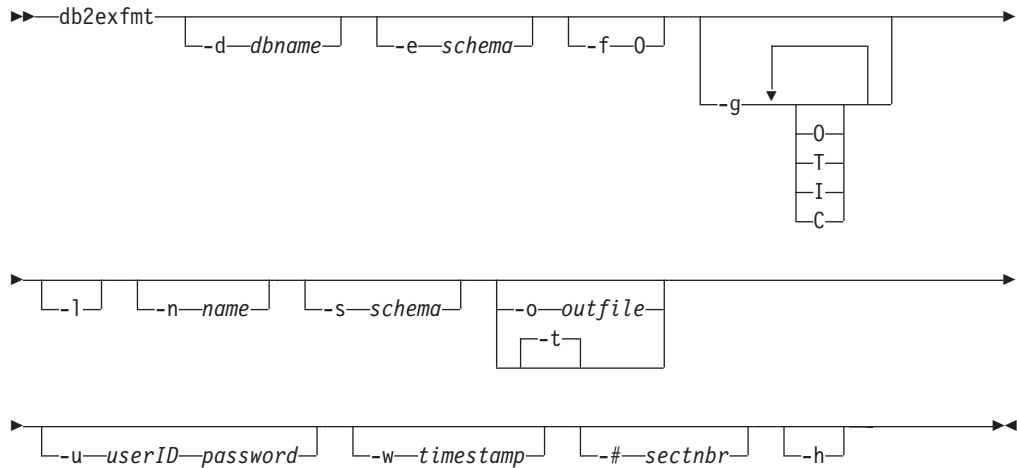 db2exfmt -d dbname -e schema -f O -g
O
T
I
C
-l -n name -s schema -o outfile
-t
-u userID password -w timestamp -# sectnbr -h